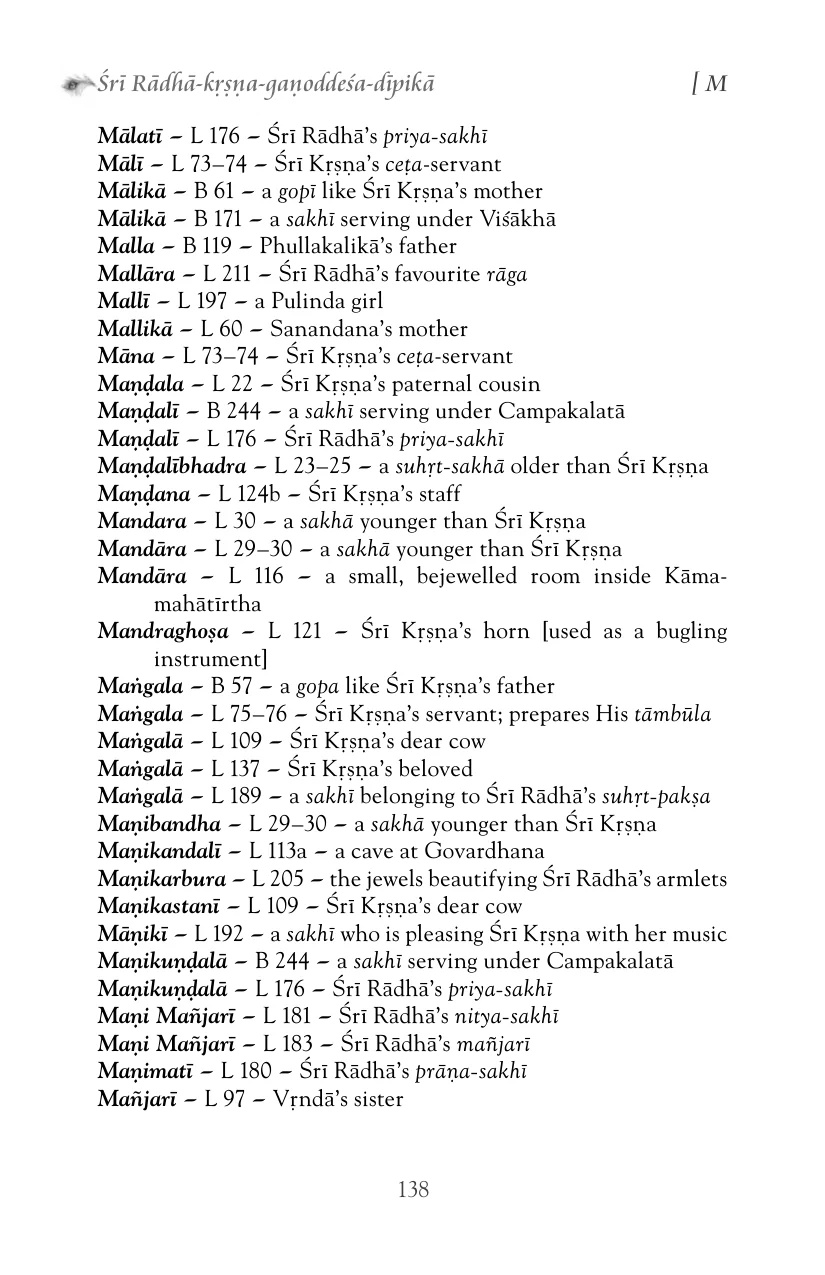 Śrī Rādhā-kṛṣṇa-gaṇoddeśa-dīpikā [ M
Mālatī – L 176 – Śrī Rādhā’s priya-sakhī
Mālī – L 73–74 – Śrī Kṛṣṇa’s ceṭa-servant
Mālikā – B 61 – a gopī like Śrī Kṛṣṇa’s mother
Mālikā – B 171 – a sakhī serving under Viśākhā
Malla – B 119 – Phullakalikā’s father
Mallāra – L 211 – Śrī Rādhā’s favourite rāga
Mallī – L 197 – a Pulinda girl
Mallikā – L 60 – Sanandana’s mother
Māna – L 73–74 – Śrī Kṛṣṇa’s ceṭa-servant
Maṇḍala – L 22 – Śrī Kṛṣṇa’s paternal cousin
Maṇḍalī – B 244 – a sakhī serving under Campakalatā
Maṇḍalī – L 176 – Śrī Rādhā’s priya-sakhī
Maṇḍalībhadra – L 23–25 – a suhṛt-sakhā older than Śrī Kṛṣṇa
Maṇḍana – L 124b – Śrī Kṛṣṇa’s staff
Mandara – L 30 – a sakhā younger than Śrī Kṛṣṇa
Mandāra – L 29–30 – a sakhā younger than Śrī Kṛṣṇa
Mandāra – L 116 – a small, bejewelled room inside Kāma-
mahātīrtha
Mandraghoṣa – L 121 – Śrī Kṛṣṇa’s horn [used as a bugling
instrument]
Maṅgala – B 57 – a gopa like Śrī Kṛṣṇa’s father
Maṅgala – L 75–76 – Śrī Kṛṣṇa’s servant; prepares His tāmbūla
Maṅgalā – L 109 – Śrī Kṛṣṇa’s dear cow
Maṅgalā – L 137 – Śrī Kṛṣṇa’s beloved
Maṅgalā – L 189 – a sakhī belonging to Śrī Rādhā’s suhṛt-pakṣa
Maṇibandha – L 29–30 – a sakhā younger than Śrī Kṛṣṇa
Maṇikandalī – L 113a – a cave at Govardhana
Maṇikarbura – L 205 – the jewels beautifying Śrī Rādhā’s armlets
Maṇikastanī – L 109 – Śrī Kṛṣṇa’s dear cow
Māṇikī – L 192 – a sakhī who is pleasing Śrī Kṛṣṇa with her music
Maṇikuṇḍalā – B 244 – a sakhī serving under Campakalatā
Maṇikuṇḍalā – L 176 – Śrī Rādhā’s priya-sakhī
Maṇi Mañjarī – L 181 – Śrī Rādhā’s nitya-sakhī
Maṇi Mañjarī – L 183 – Śrī Rādhā’s mañjarī
Maṇimatī – L 180 – Śrī Rādhā’s prāṇa-sakhī
Mañjarī – L 97 – Vṛndā’s sister
138